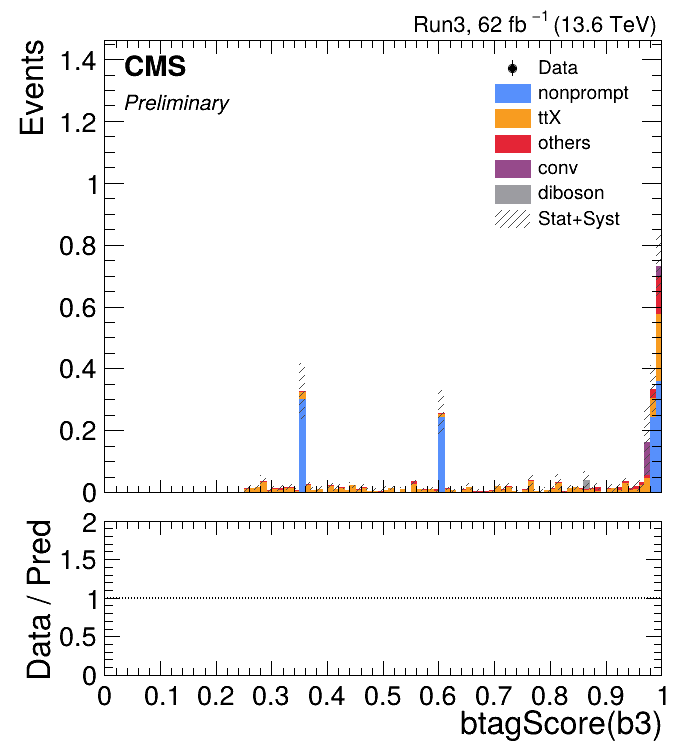 Run3, 62 fb⁻¹ (13.6 TeV)
CMS
Preliminary
Events
Data
nonprompt
ttX
others
conv
diboson
Stat+Syst
1.4
1.2
1
0.8
0.6
0.4
0.2
0
Data / Pred
2
1.5
1
0.5
0
0 0.1 0.2 0.3 0.4 0.5 0.6 0.7 0.8 0.9 1
btagScore(b3)